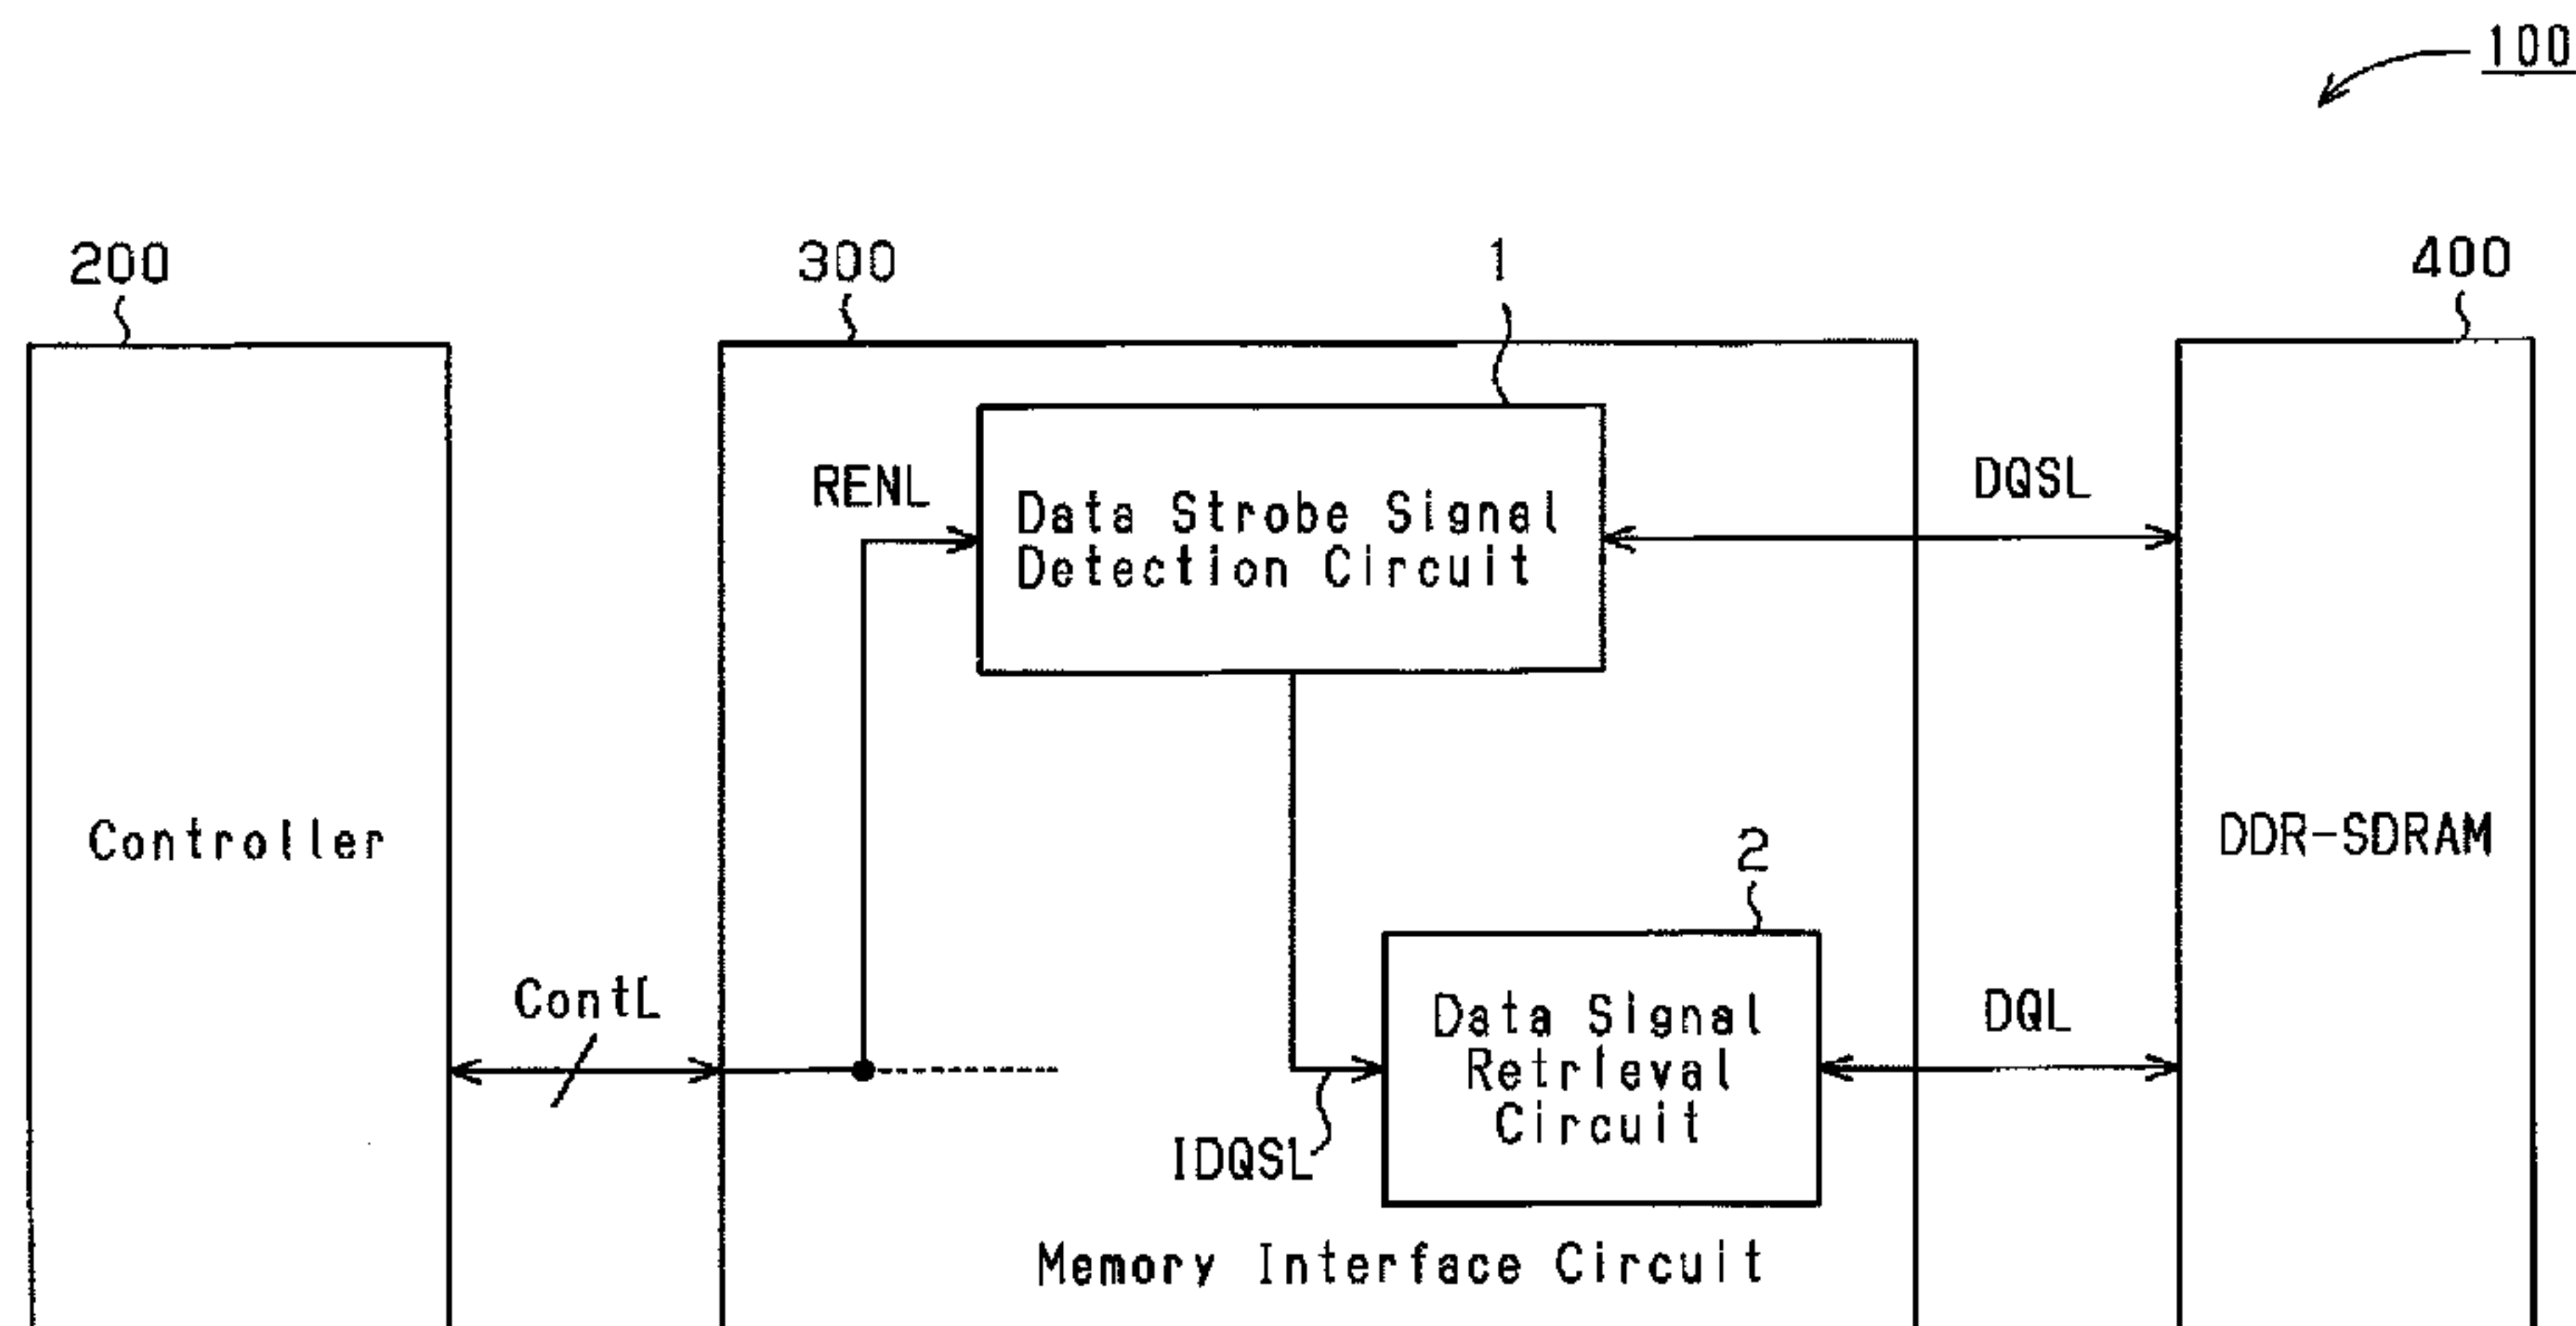 100
200
300
1
400
RENL
Data Strobe Signal
Detection Circuit
DQSL
Controller
2
DDR-SDRAM
ContL
Data Signal
Retrieval
Circuit
DQL
IDQSL
Memory Interface Circuit